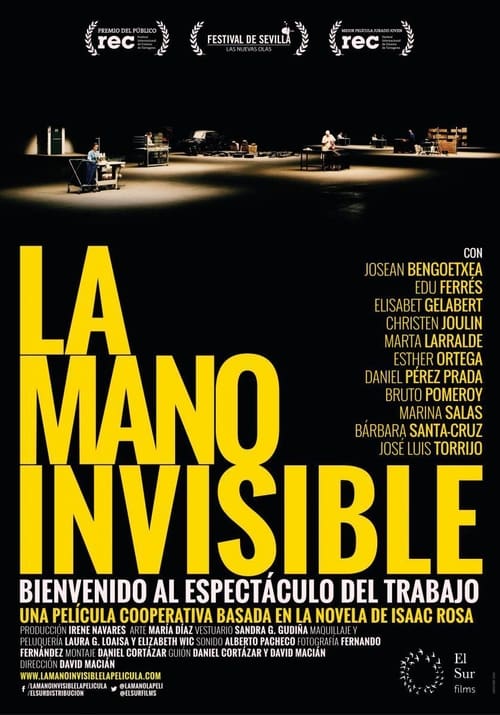 PREMIO DEL PÚBLICO
rec
FESTIVAL DE SEVILLA
LAS NUEVAS OLAS
MEJOR PELÍCULA JURADO JOVEN
rec
CON
JOSEAN BENGOETXEA
EDU FERRÉS
ELISABET GELABERT
CHRISTEN JOULIN
MARTA LARRALDE
ESTHER ORTEGA
DANIEL PÉREZ PRADA
BRUTO POMEROY
MARINA SALAS
BÁRBARA SANTA-CRUZ
JOSÉ LUIS TORRIJO
LA
MANO
INVISIBLE
BIENVENIDO AL ESPECTÁCULO DEL TRABAJO
UNA PELÍCULA COOPERATIVA BASADA EN LA NOVELA DE ISAAC ROSA
PRODUCCIÓN IRENE NAVARES ARTE MARÍA DÍAZ VESTUARIO SANDRA G. GUDIÑA MAQUILLAJE Y
PELUQUERÍA LAURA G. LOAISA Y ELIZABETH WIC SONIDO ALBERTO PACHECO FOTOGRAFÍA FERNANDO
FERNÁNDEZ MONTAJE DANIEL CORTÁZAR GUIÓN DANIEL CORTÁZAR Y DAVID MACIÁN
DIRECCIÓN DAVID MACIÁN
WWW.LAMANOINVISIBLELAPELICULA.COM
/LAMANOINVISIBLELAPELICULA
/ELSURDISTRIBUCIÓN
@LAMANOLAPELI
@ELSURFILMS
El
Sur
films